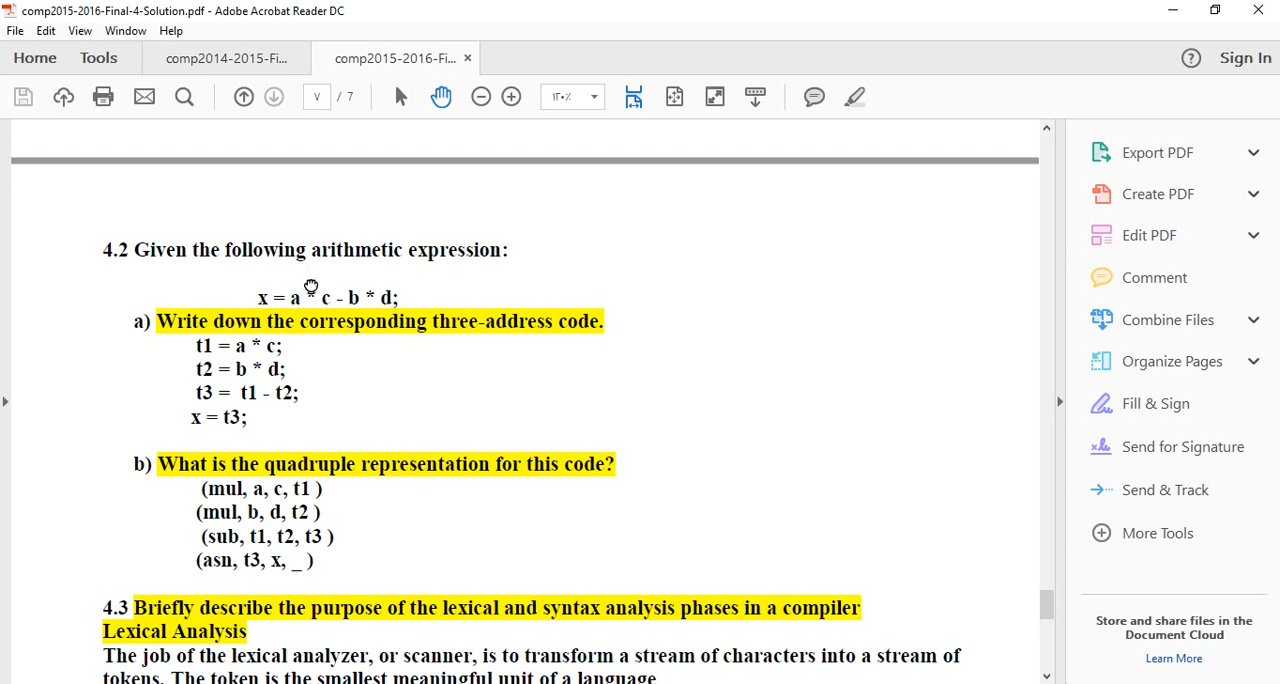 comp2015-2016-Final-4-Solution.pdf - Adobe Acrobat Reader DC
File Edit View Window Help
Home Tools comp2014-2015-Fi... comp2015-2016-Fi... × ? Sign In
٧ / 7 ١٣٠٪
4.2 Given the following arithmetic expression:
x = a * c - b * d;
a) Write down the corresponding three-address code.
t1 = a * c;
t2 = b * d;
t3 = t1 - t2;
x = t3;
b) What is the quadruple representation for this code?
(mul, a, c, t1 )
(mul, b, d, t2 )
(sub, t1, t2, t3 )
(asn, t3, x, _ )
4.3 Briefly describe the purpose of the lexical and syntax analysis phases in a compiler
Lexical Analysis
The job of the lexical analyzer, or scanner, is to transform a stream of characters into a stream of
tokens. The token is the smallest meaningful unit of a language
Export PDF
Create PDF
Edit PDF
Comment
Combine Files
Organize Pages
Fill & Sign
Send for Signature
Send & Track
More Tools
Store and share files in the
Document Cloud
Learn More